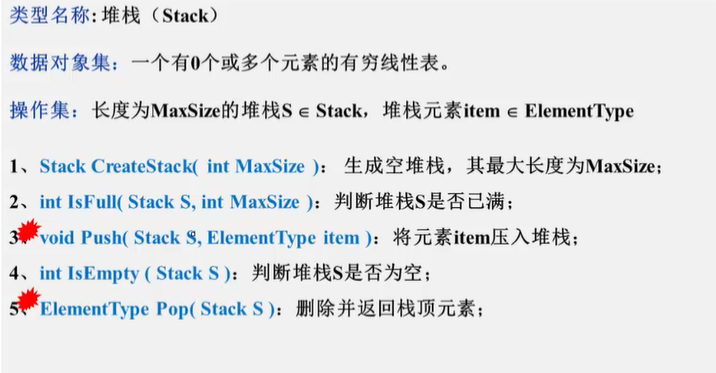 类型名称：堆栈（Stack）
数据对象集：一个有0个或多个元素的有穷线性表。
操作集：长度为MaxSize的堆栈S ∈ Stack，堆栈元素item ∈ ElementType
1、Stack CreateStack( int MaxSize )： 生成空堆栈，其最大长度为MaxSize；
2、int IsFull( Stack S, int MaxSize )：判断堆栈S是否已满；
3、void Push( Stack S, ElementType item )：将元素item压入堆栈；
4、int IsEmpty ( Stack S )：判断堆栈S是否为空；
5、ElementType Pop( Stack S )：删除并返回栈顶元素；